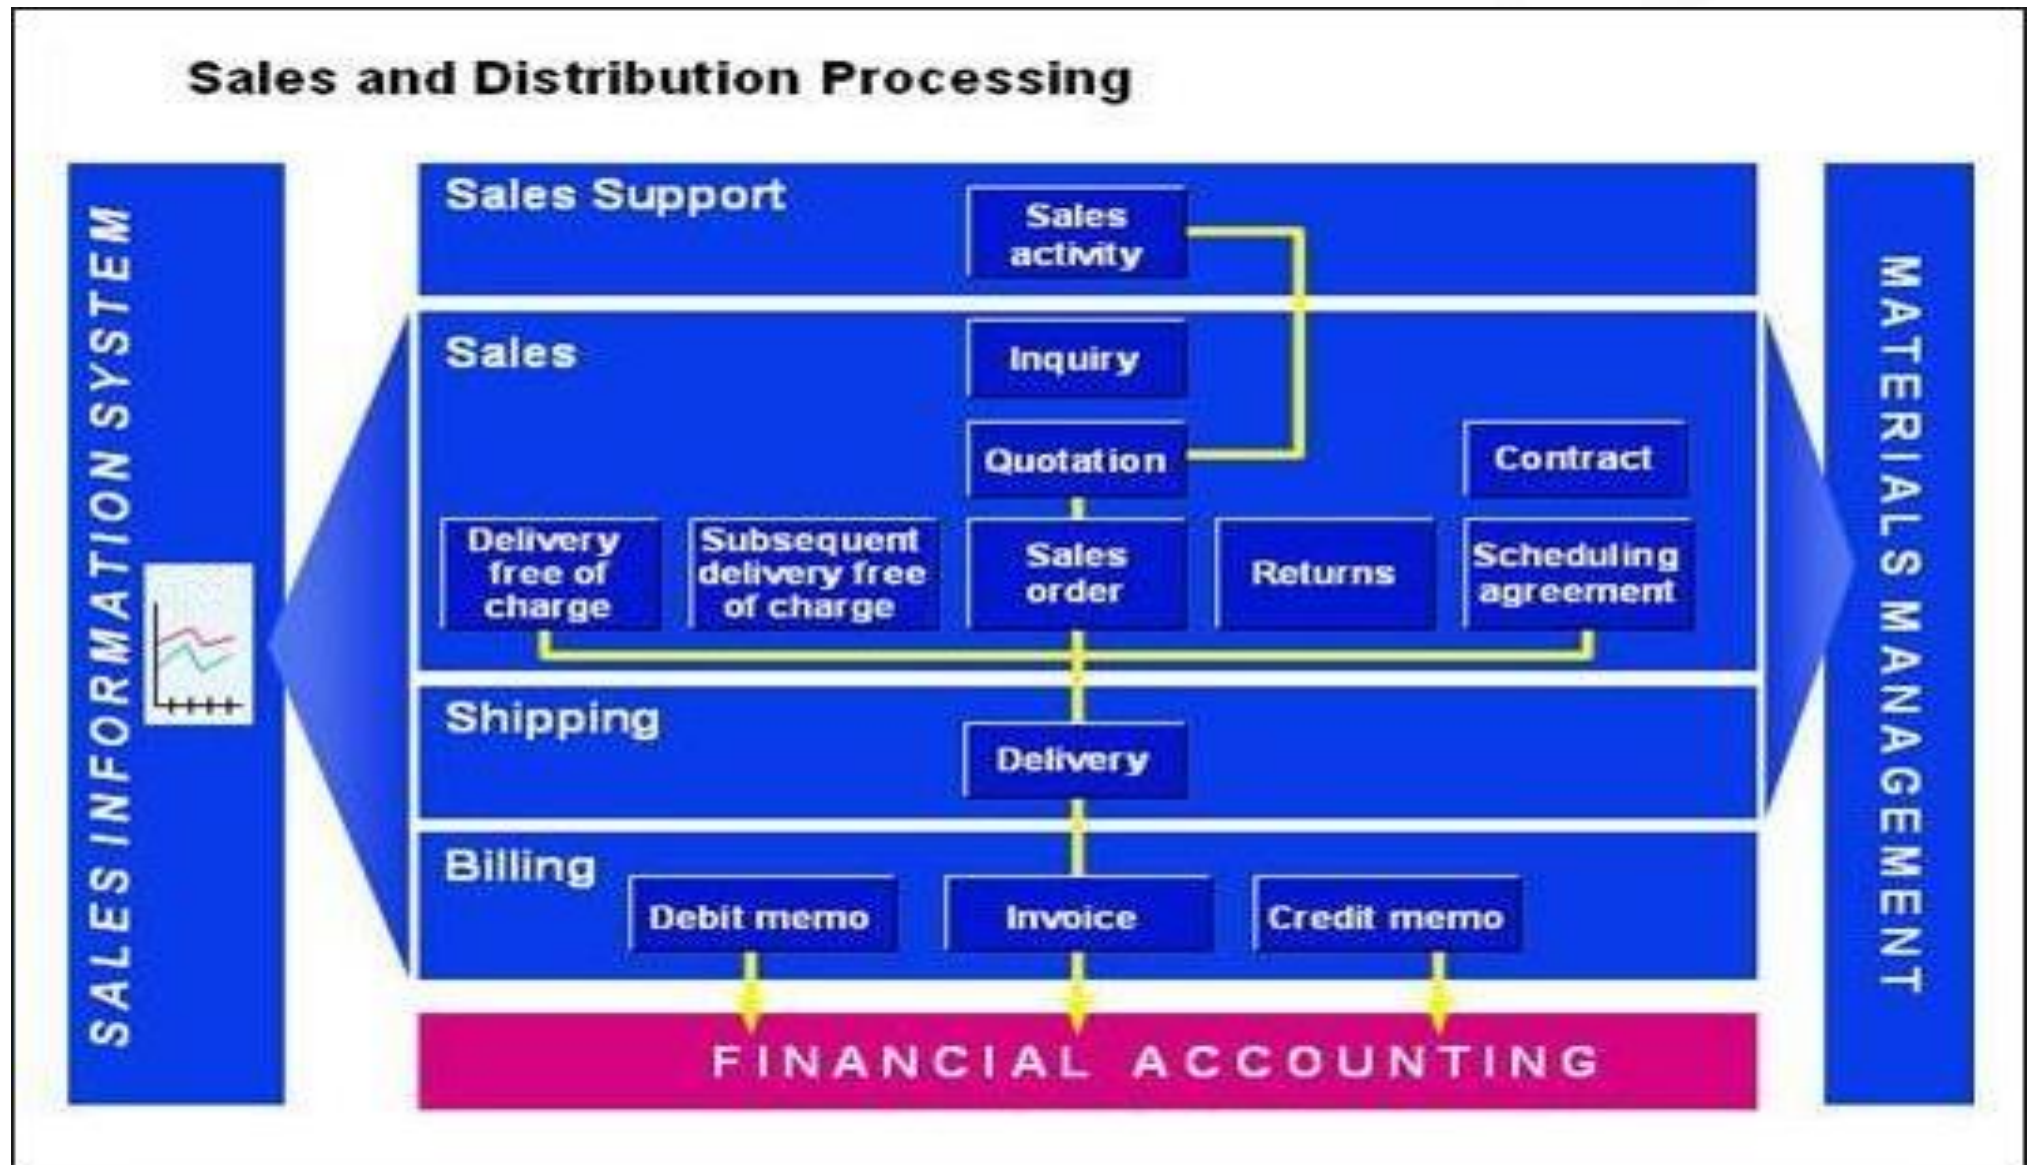 Sales and Distribution Processing
SALES INFORMATION SYSTEM
Sales Support
Sales
activity
Sales
Inquiry
Quotation
Contract
Delivery
free of
charge
Subsequent
delivery free
of charge
Sales
order
Returns
Scheduling
agreement
Shipping
Delivery
Billing
Debit memo
Invoice
Credit memo
FINANCIAL ACCOUNTING
MATERIALS MANAGEMENT